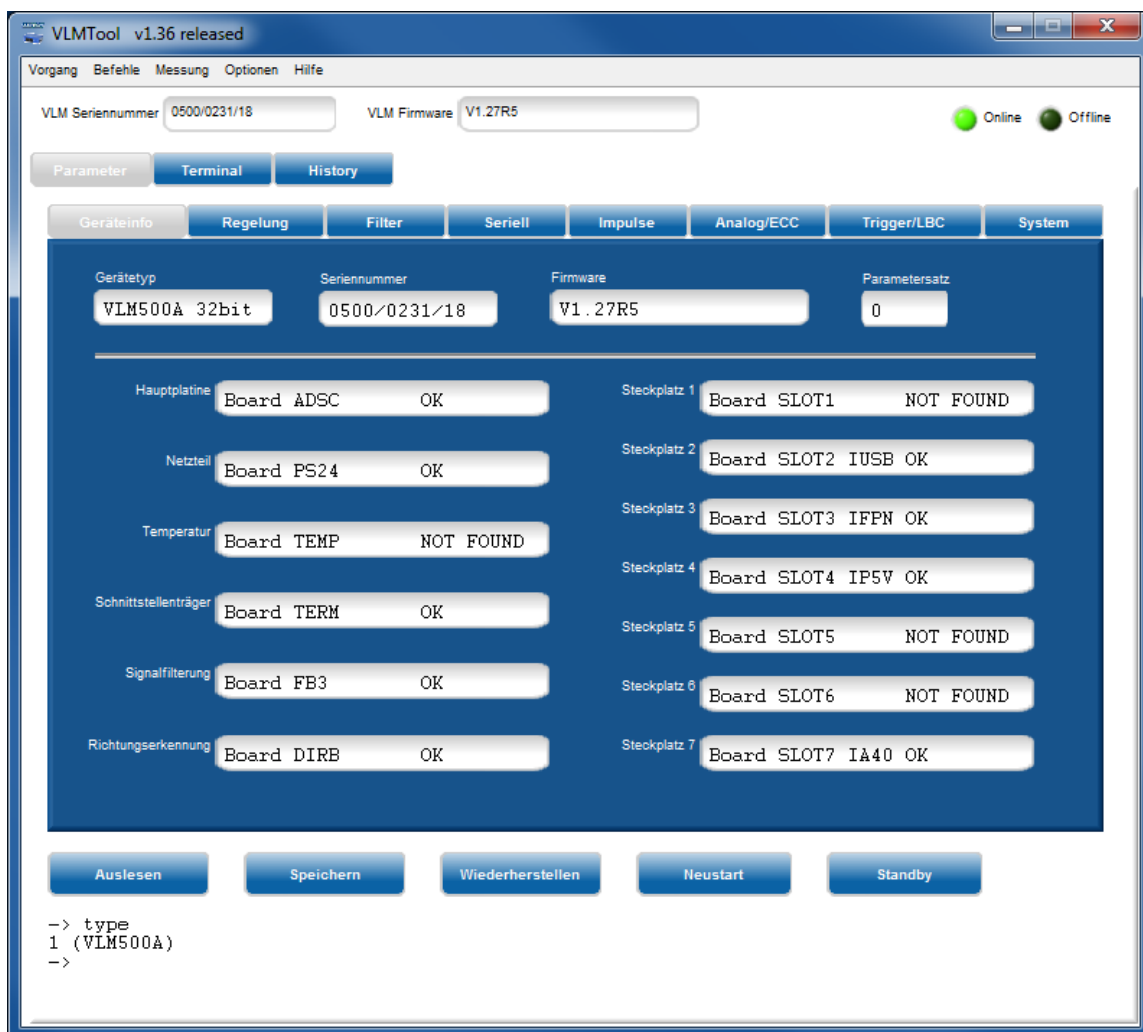 VLMTool v1.36 released
Vorgang Befehle Messung Optionen Hilfe
VLM Seriennummer 0500/0231/18 VLM Firmware V1.27R5 Online Offline
Parameter Terminal History
Geräteinfo Regelung Filter Seriell Impulse Analog/ECC Trigger/LBC System
Gerätetyp Seriennummer Firmware Parametersatz
VLM500A 32bit 0500/0231/18 V1.27R5 0
Hauptplatine Board ADSC OK Steckplatz 1 Board SLOT1 NOT FOUND
Netzteil Board PS24 OK Steckplatz 2 Board SLOT2 IUSB OK
Temperatur Board TEMP NOT FOUND Steckplatz 3 Board SLOT3 IFPN OK
Steckplatz 4 Board SLOT4 IP5V OK
Schnittstellenträger Board TERM OK Steckplatz 5 Board SLOT5 NOT FOUND
Signalfilterung Board FB3 OK Steckplatz 6 Board SLOT6 NOT FOUND
Richtungserkennung Board DIRB OK Steckplatz 7 Board SLOT7 IA40 OK
Auslesen Speichern Wiederherstellen Neustart Standby
-> type
1 (VLM500A)
->